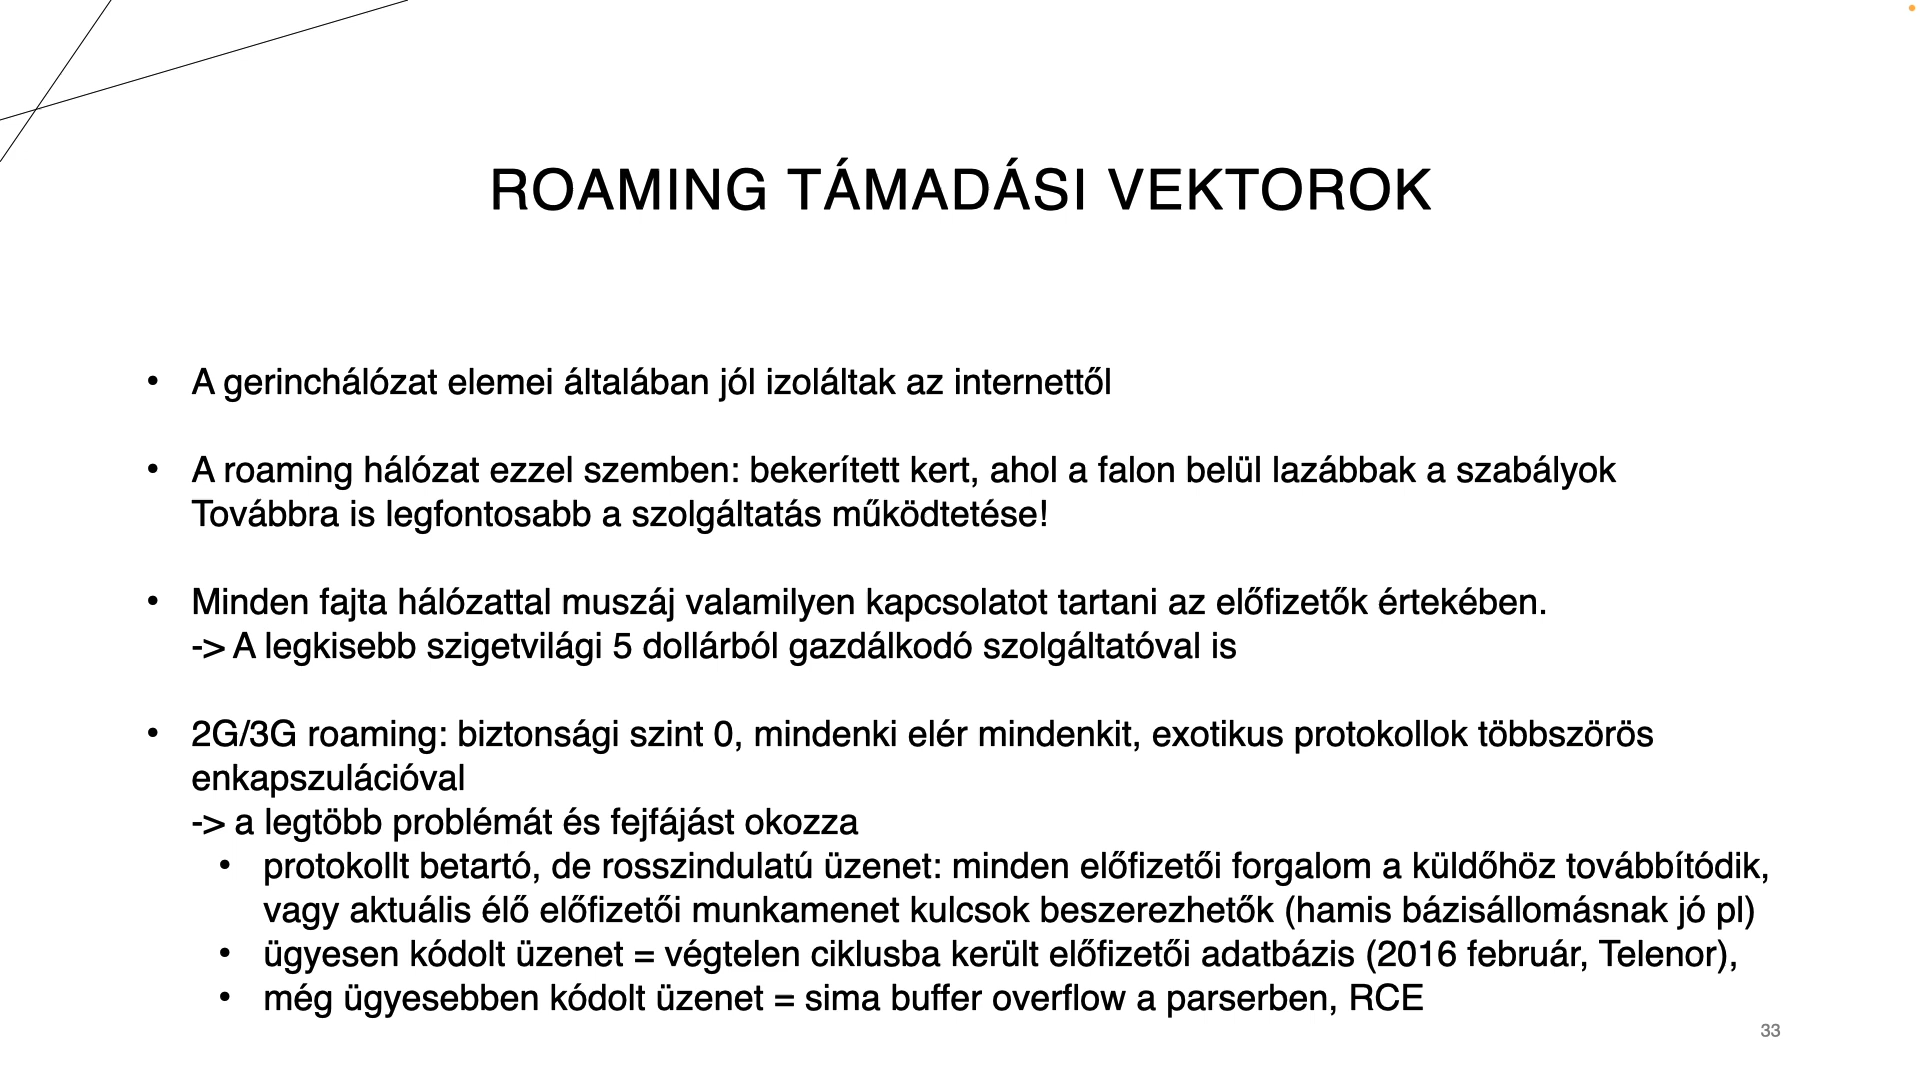 ROAMING TÁMADÁSI VEKTOROK
• A gerinchálózat elemei általában jól izoláltak az internettől
• A roaming hálózat ezzel szemben: bekerített kert, ahol a falon belül lazábbak a szabályok
Továbbra is legfontosabb a szolgáltatás működtetése!
• Minden fajta hálózattal muszáj valamilyen kapcsolatot tartani az előfizetők értekében.
-> A legkisebb szigetvilági 5 dollárból gazdálkodó szolgáltatóval is
• 2G/3G roaming: biztonsági szint 0, mindenki elér mindenkit, exotikus protokollok többszörös
enkapszulációval
-> a legtöbb problémát és fejfájást okozza
• protokollt betartó, de rosszindulatú üzenet: minden előfizetői forgalom a küldőhöz továbbítódik,
vagy aktuális élő előfizetői munkamenet kulcsok beszerezhetők (hamis bázisállomásnak jó pl)
• ügyesen kódolt üzenet = végtelen ciklusba került előfizetői adatbázis (2016 február, Telenor),
• még ügyesebben kódolt üzenet = sima buffer overflow a parserben, RCE
33